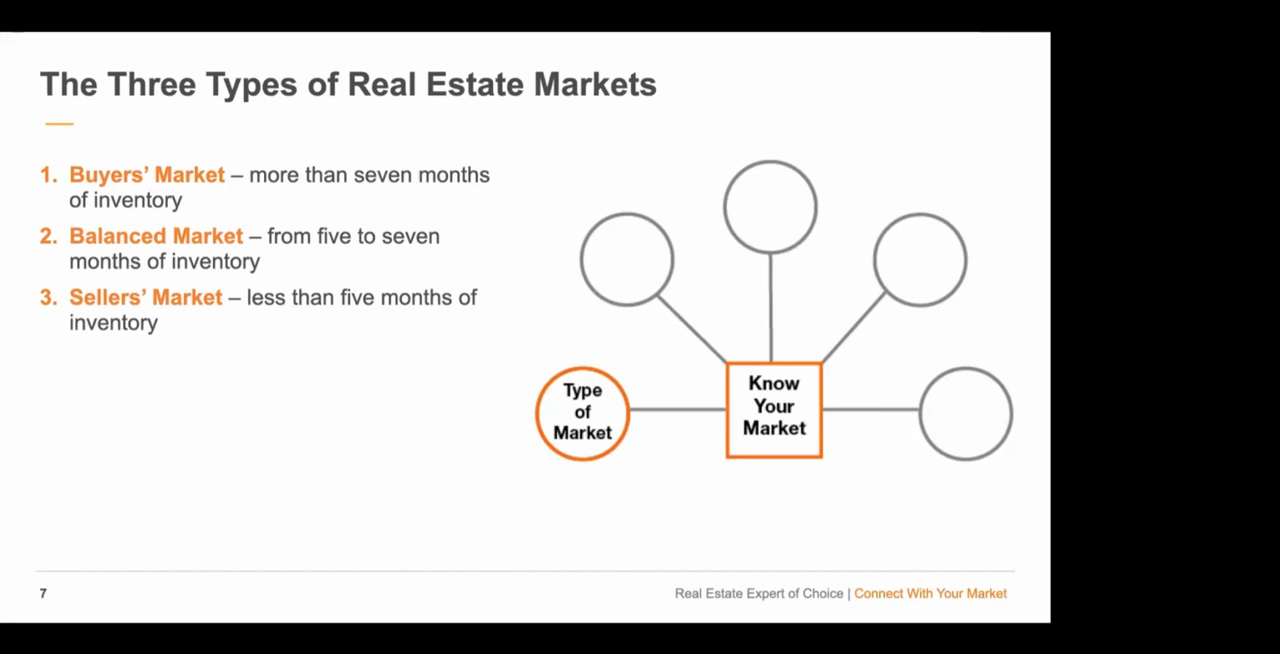 The Three Types of Real Estate Markets
1. Buyers’ Market – more than seven months
of inventory
2. Balanced Market – from five to seven
months of inventory
3. Sellers’ Market – less than five months of
inventory
Type
of
Market
Know
Your
Market
7
Real Estate Expert of Choice | Connect With Your Market